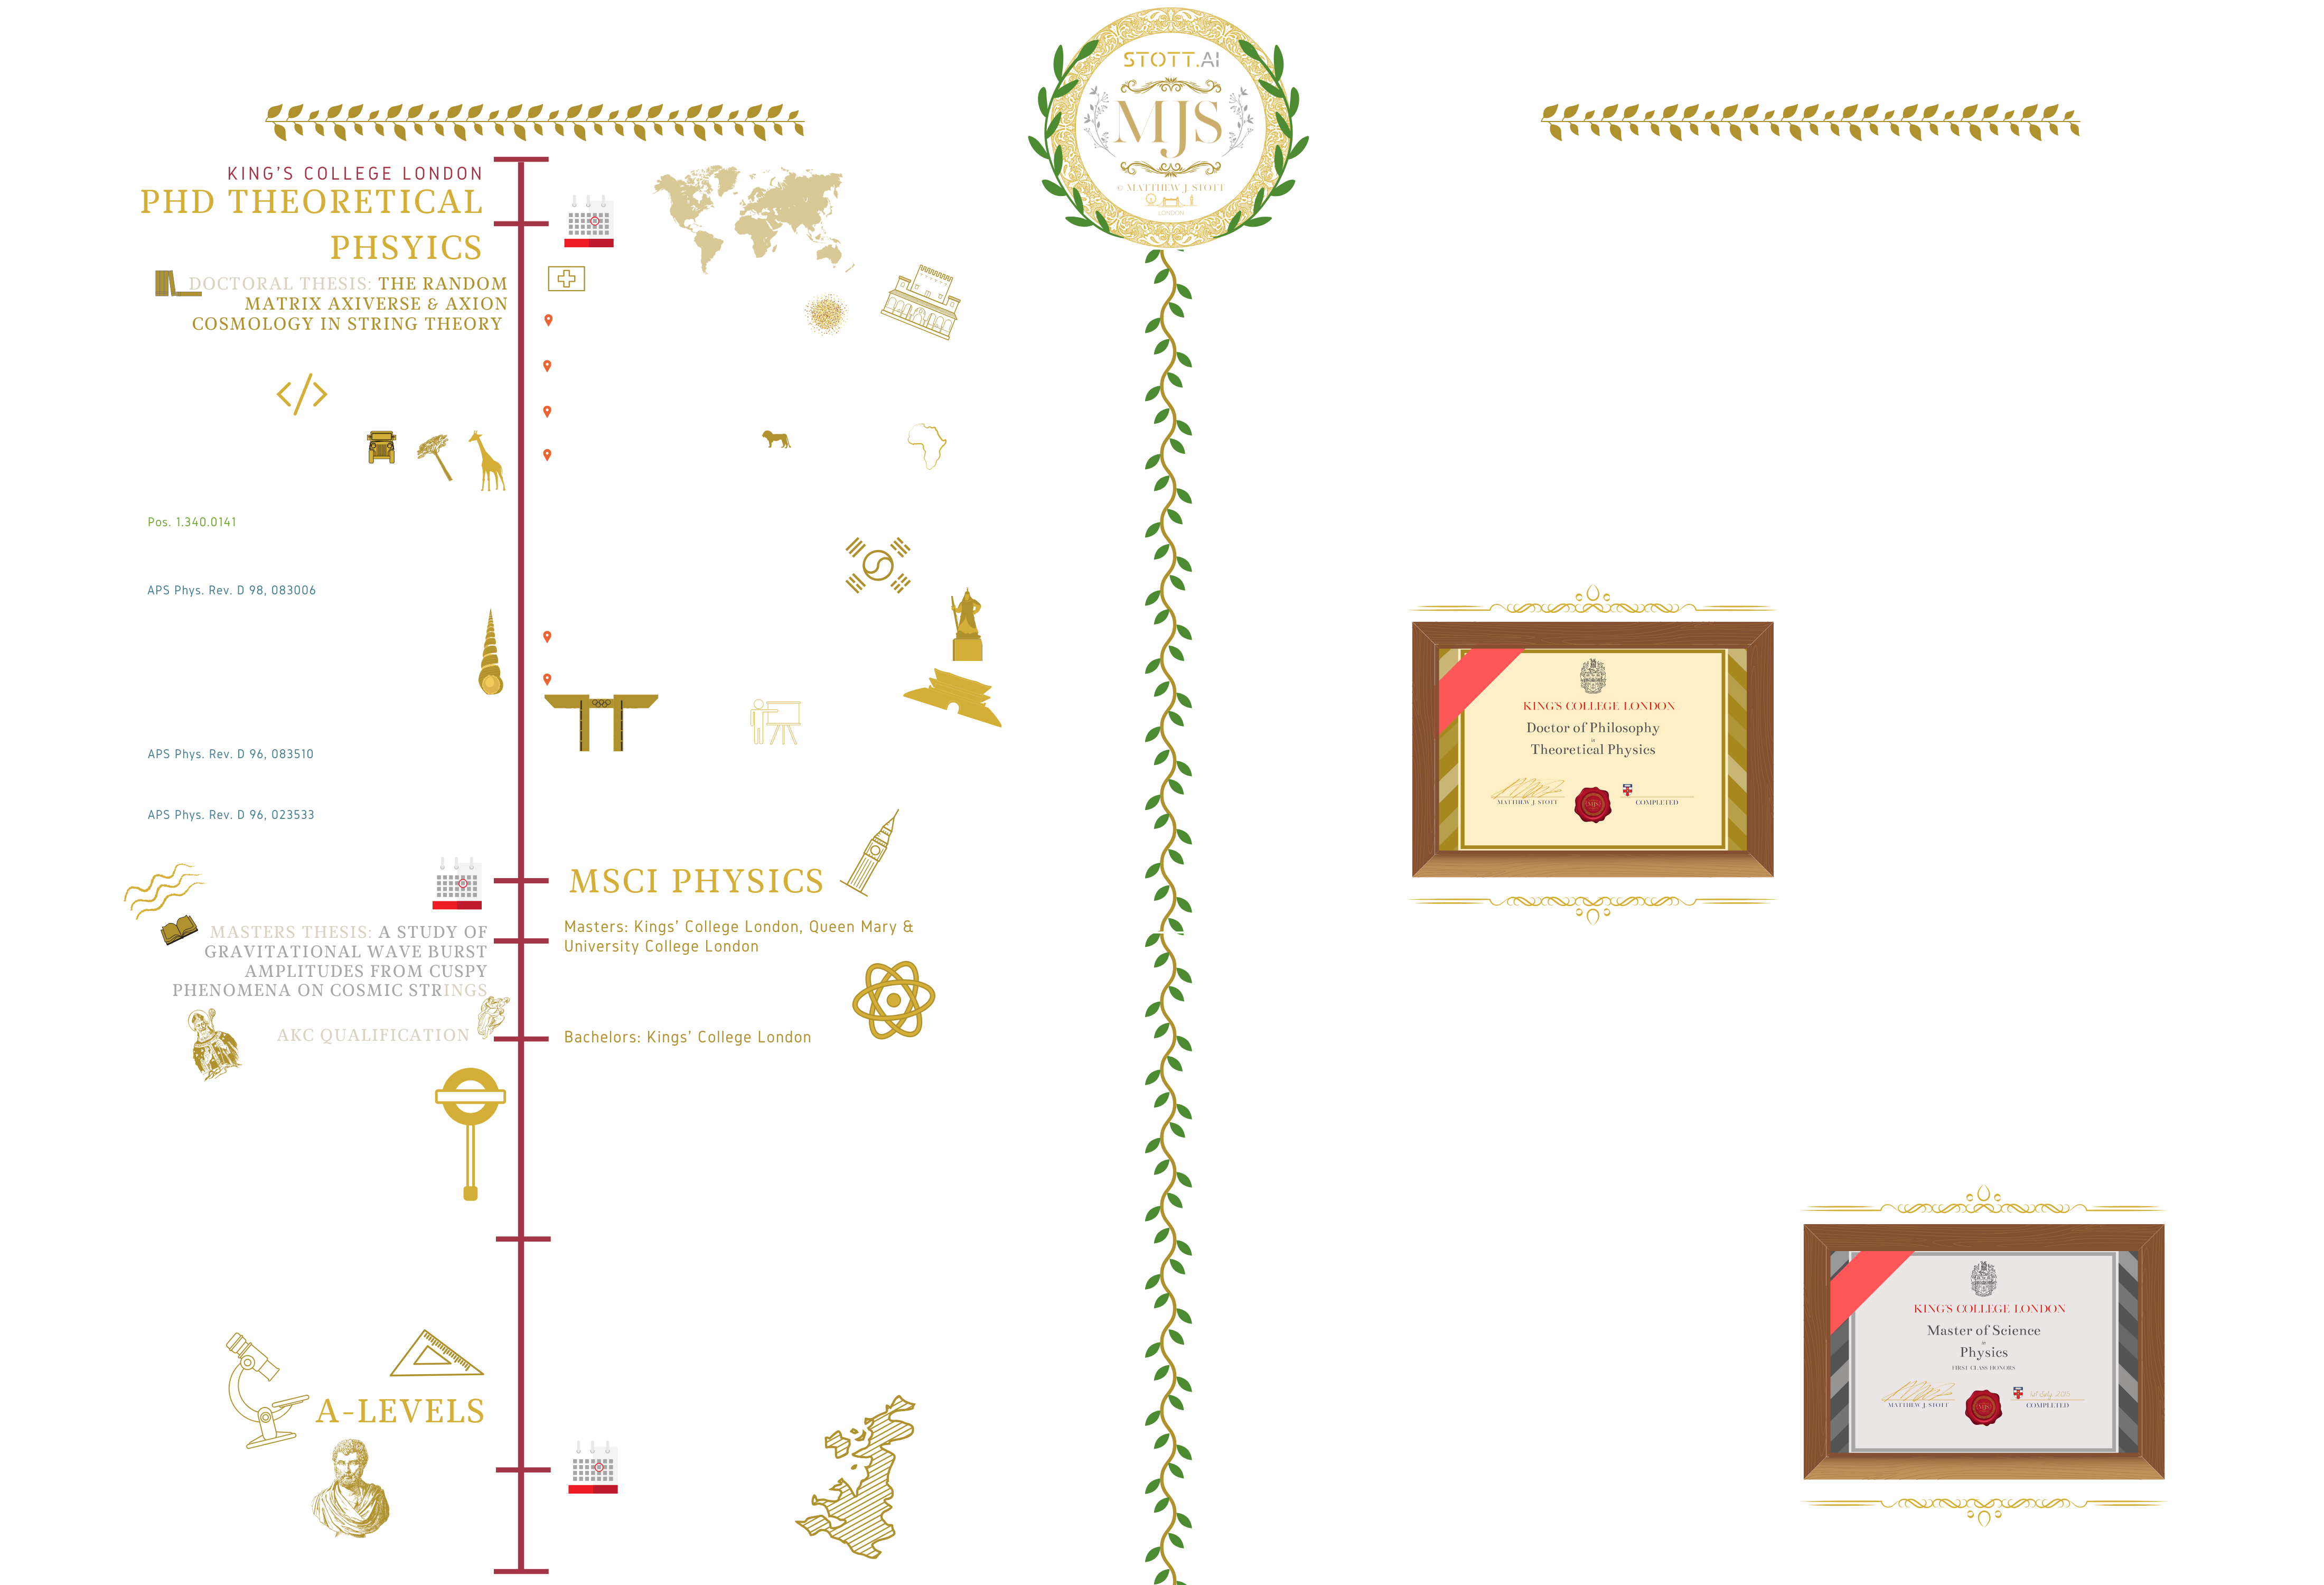 STOTT.AI
MJS
© MATTHEW J. STOTT
LONDON
KING'S COLLEGE LONDON
PHD THEORETICAL
PHSYICS
DOCTORAL THESIS: THE RANDOM
MATRIX AXIVERSE & AXION
COSMOLOGY IN STRING THEORY
Pos. 1.340.0141
APS Phys. Rev. D 98, 083006
APS Phys. Rev. D 96, 083510
APS Phys. Rev. D 96, 023533
MSCI PHYSICS
Masters: Kings' College London, Queen Mary &
University College London
MASTERS THESIS: A STUDY OF
GRAVITATIONAL WAVE BURST
AMPLITUDES FROM CUSPY
PHENOMENA ON COSMIC STRINGS
AKC QUALIFICATION
Bachelors: Kings' College London
A-LEVELS
KING'S COLLEGE LONDON
Doctor of Philosophy
in
Theoretical Physics
MATTHEW J. STOTT
COMPLETED
KING'S COLLEGE LONDON
Master of Science
in
Physics
FIRST CLASS HONORS
MATTHEW J. STOTT
COMPLETED